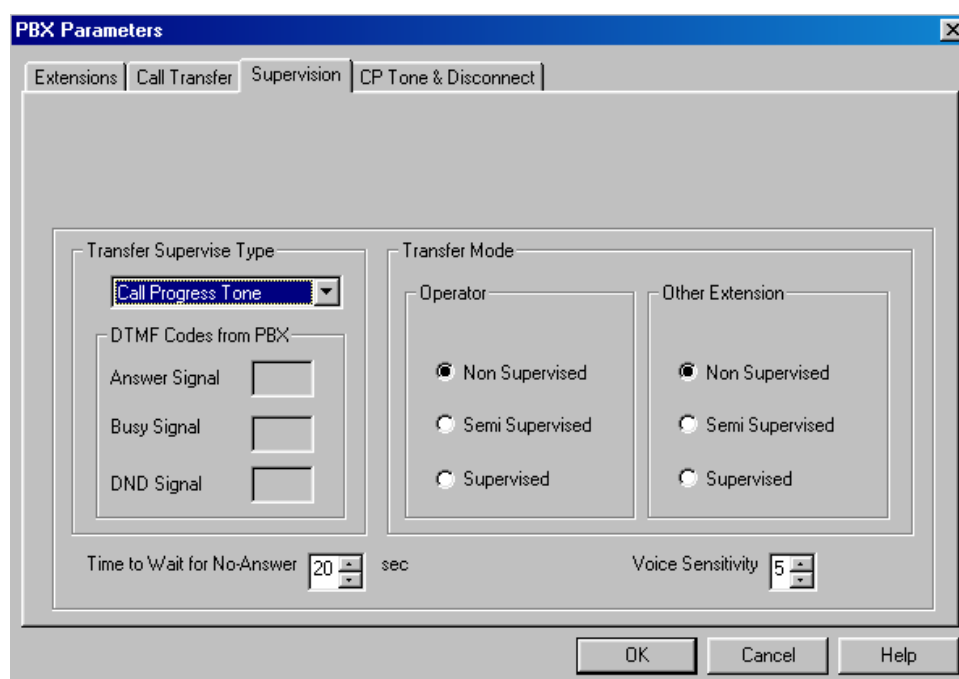 PBX Parameters
Extensions
Call Transfer
Supervision
CP Tone & Disconnect
Transfer Supervise Type
Call Progress Tone
DTMF Codes from PBX
Answer Signal
Busy Signal
DND Signal
Transfer Mode
Operator
Non Supervised
Semi Supervised
Supervised
Other Extension
Non Supervised
Semi Supervised
Supervised
Time to Wait for No-Answer 20 sec
Voice Sensitivity 5
OK
Cancel
Help